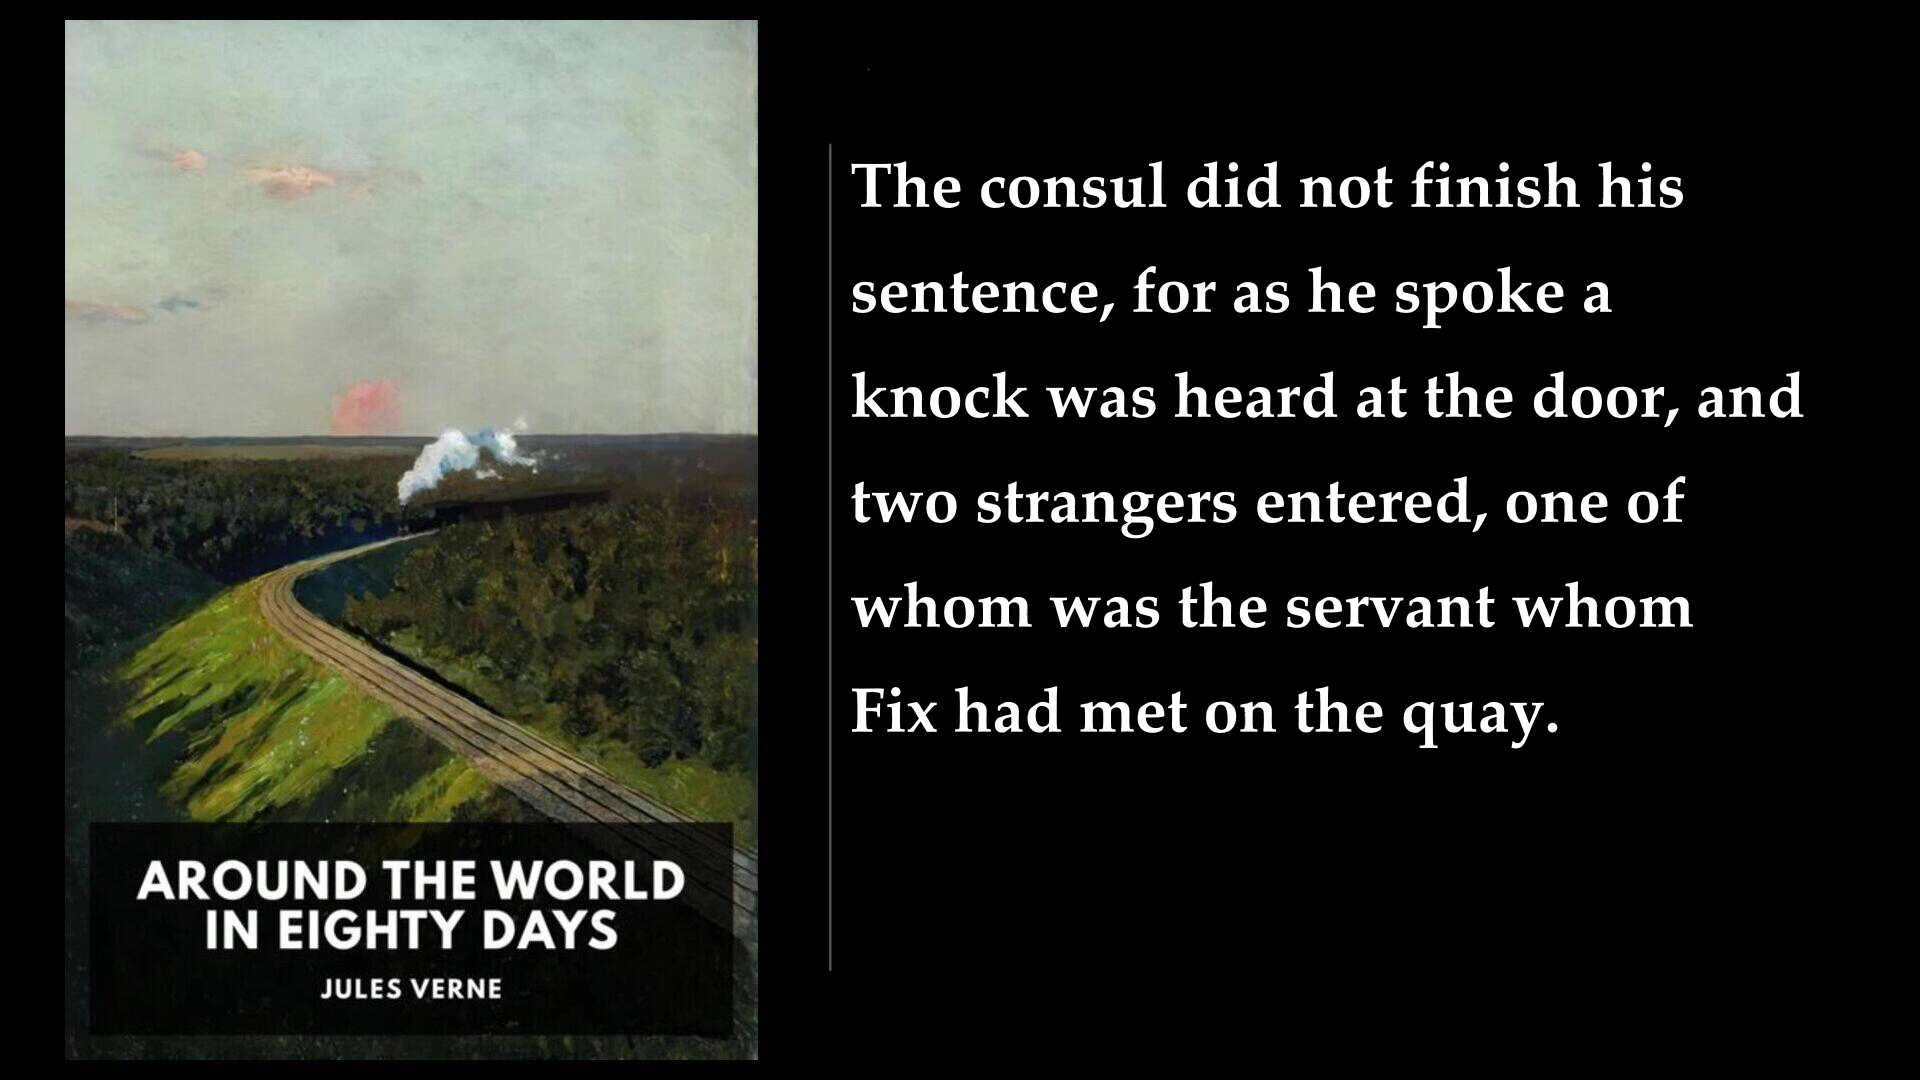 The consul did not finish his
sentence, for as he spoke a
knock was heard at the door, and
two strangers entered, one of
whom was the servant whom
Fix had met on the quay.
AROUND THE WORLD
IN EIGHTY DAYS
JULES VERNE